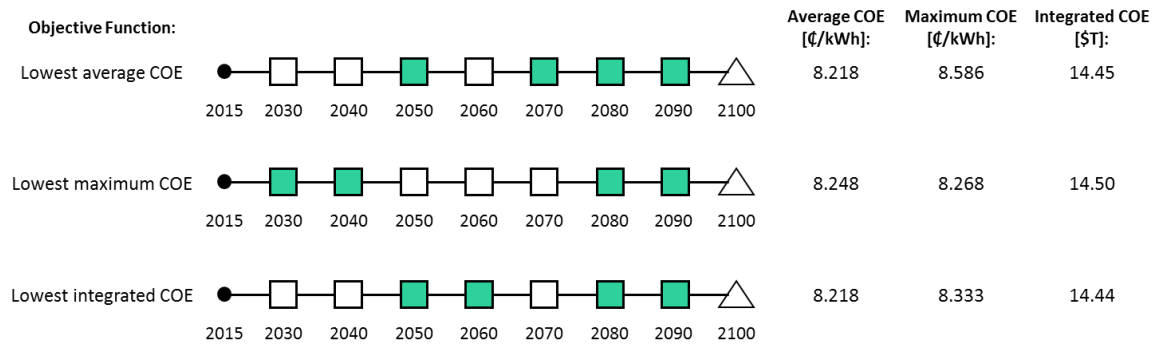 Objective Function:
Average COE [₵/kWh]:
Maximum COE [₵/kWh]:
Integrated COE [$T]:
Lowest average COE
8.218 8.586 14.45
2015 2030 2040 2050 2060 2070 2080 2090 2100
Lowest maximum COE
8.248 8.268 14.50
2015 2030 2040 2050 2060 2070 2080 2090 2100
Lowest integrated COE
8.218 8.333 14.44
2015 2030 2040 2050 2060 2070 2080 2090 2100